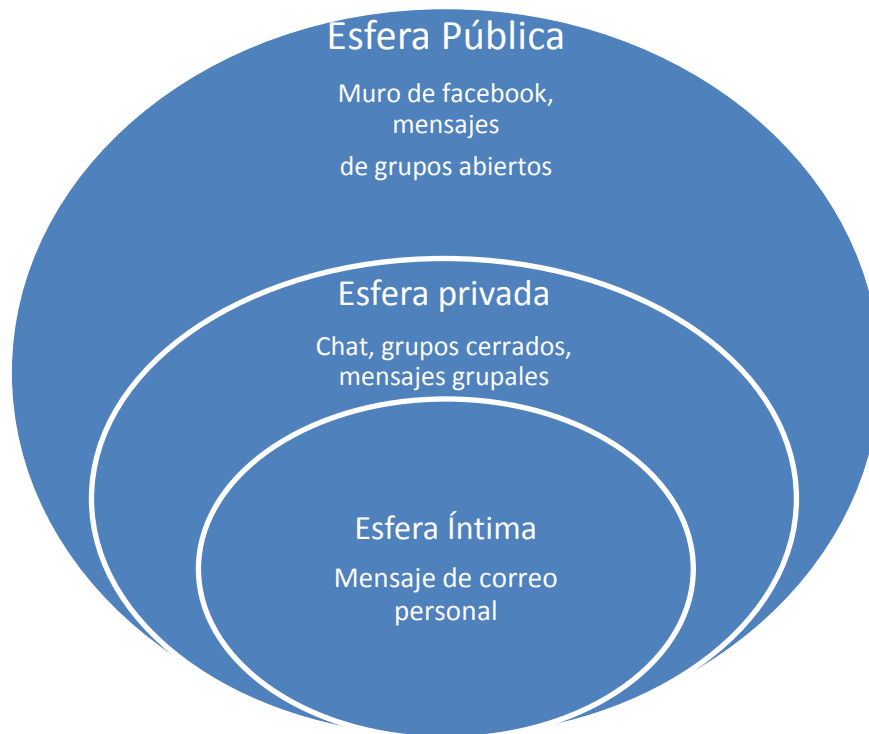 Esfera Pública
Muro de facebook,
mensajes
de grupos abiertos
Esfera privada
Chat, grupos cerrados,
mensajes grupales
Esfera Íntima
Mensaje de correo
personal